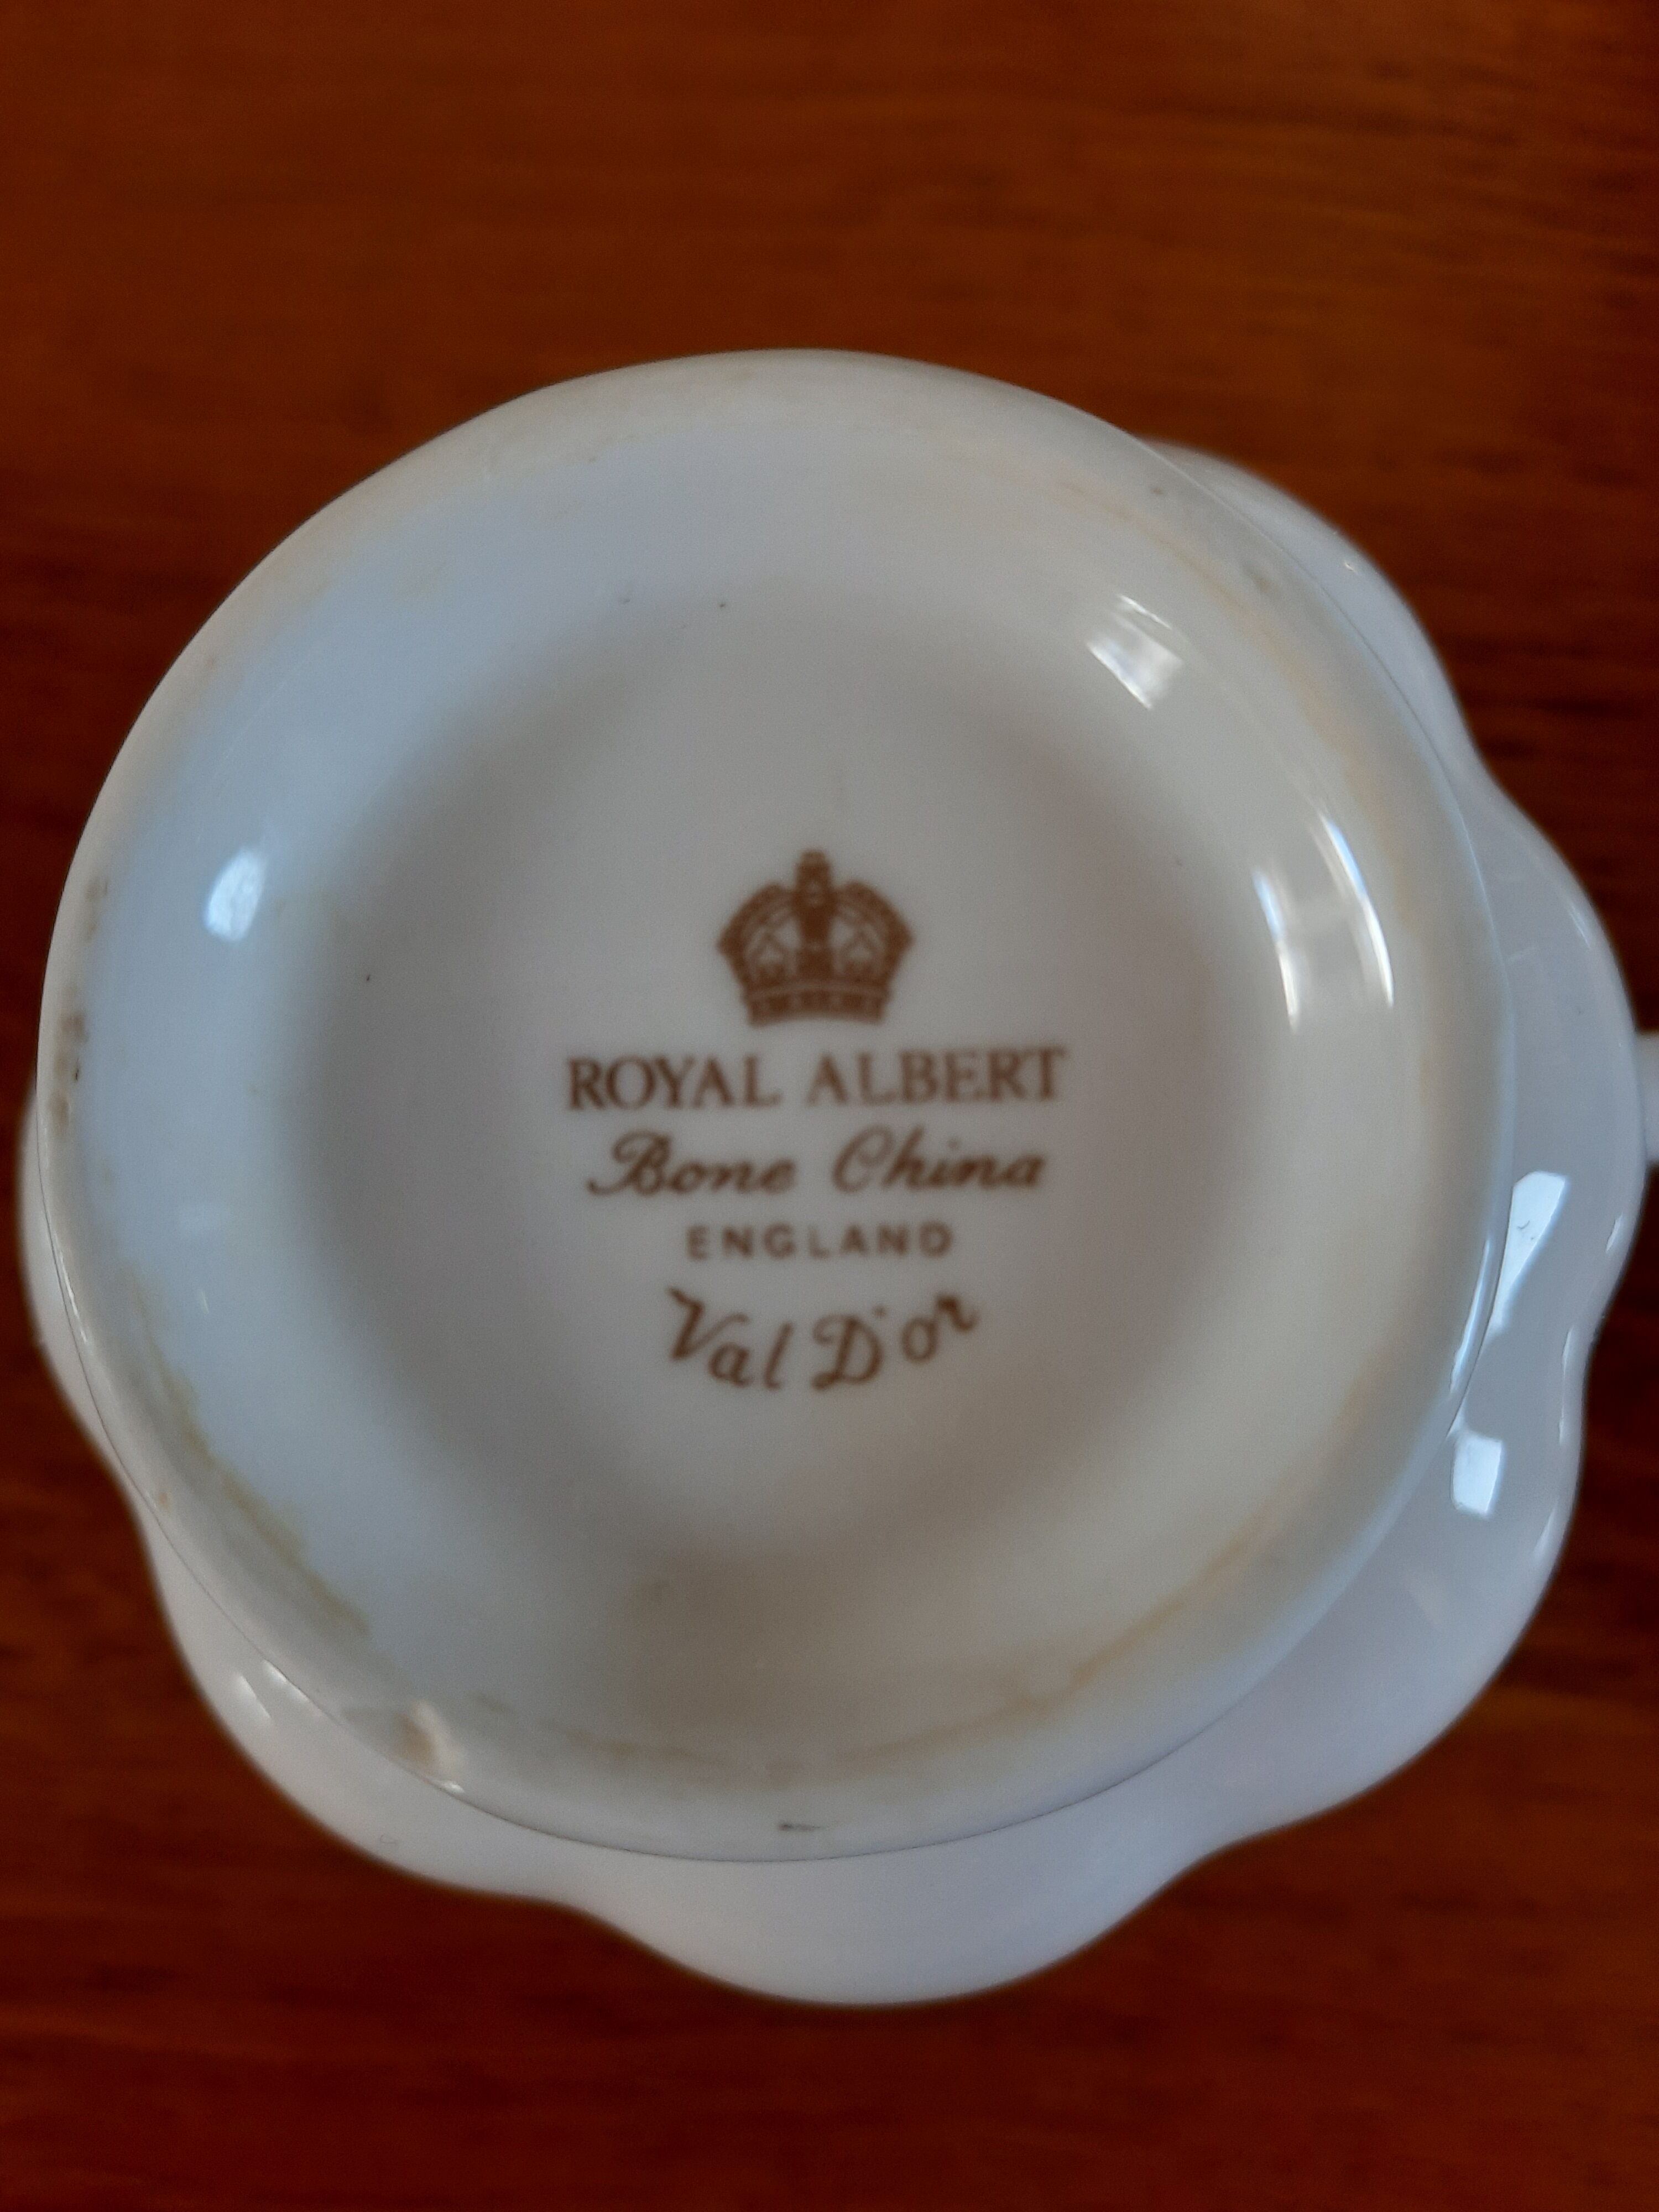 ROYAL ALBERT
Bone China
ENGLAND
Val D'or